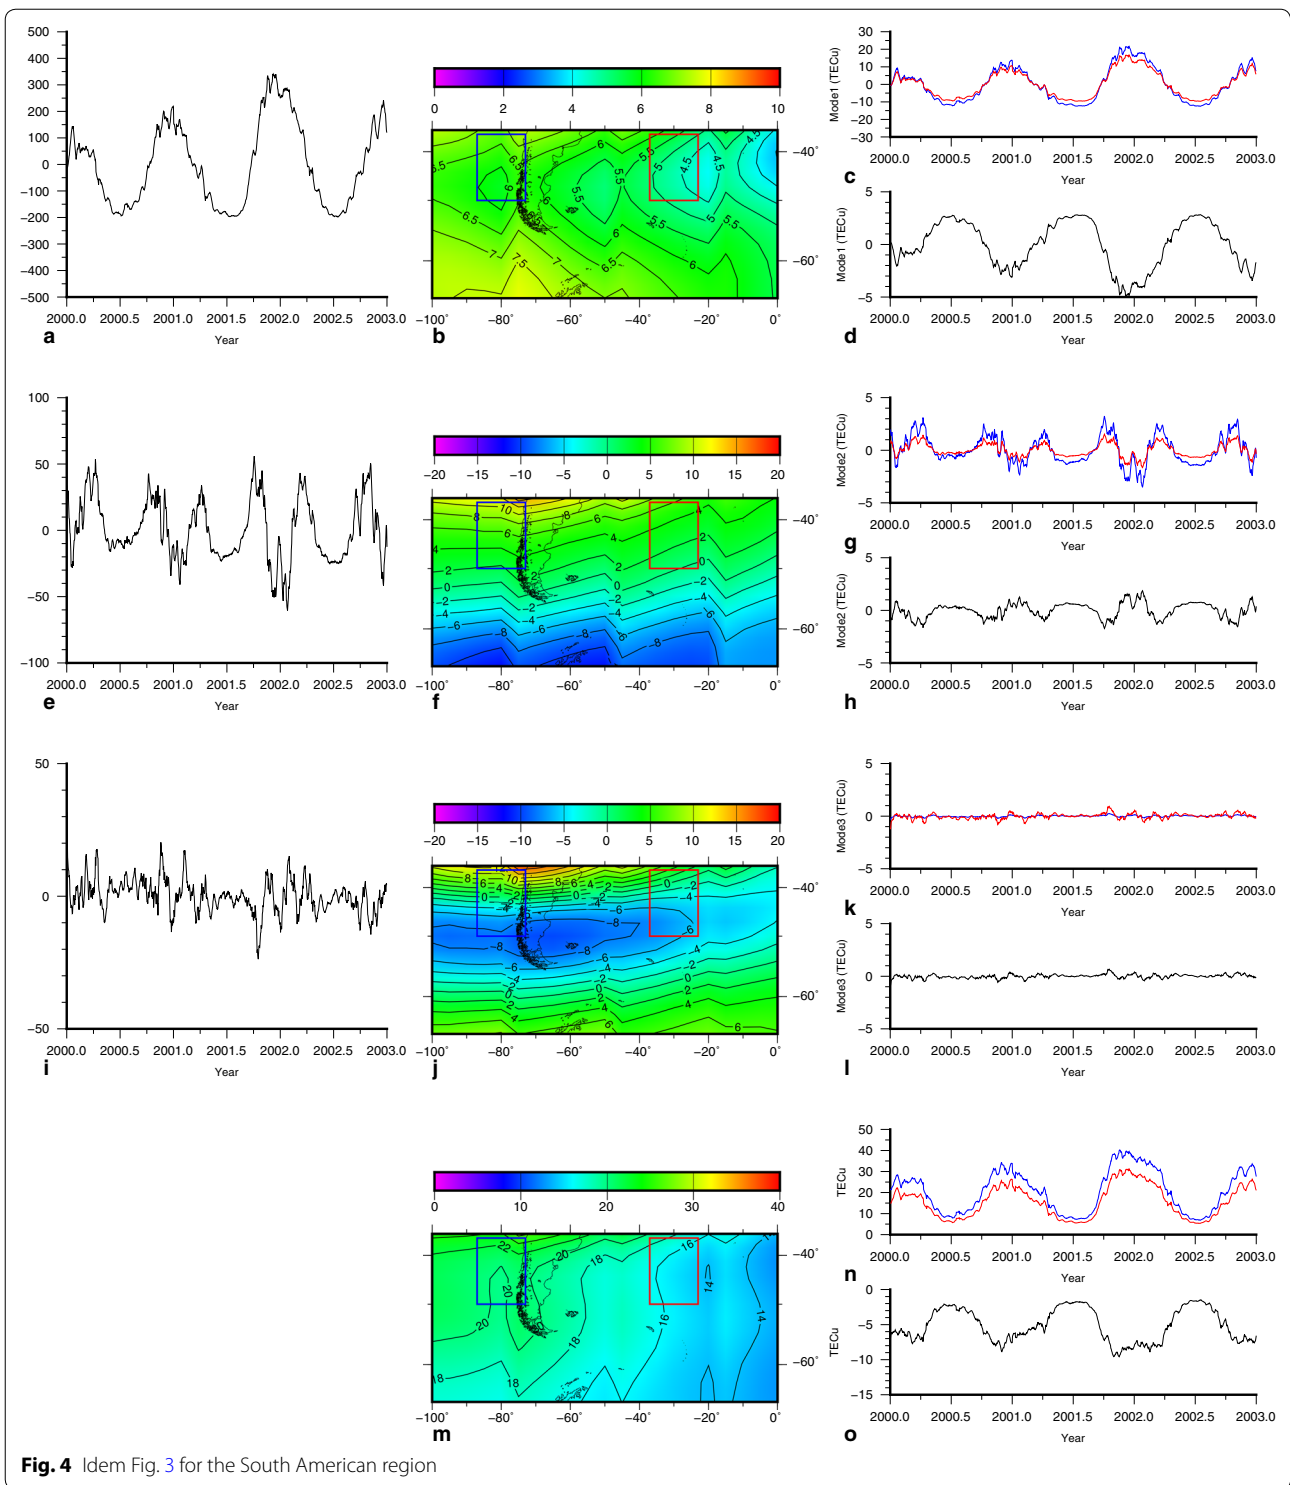 500
400
300
200
100
0
−100
−200
−300
−400
−500
2000.0 2000.5 2001.0 2001.5 2002.0 2002.5 2003.0
a
Year
0 2 4 6 8 10
−40°
−60°
−100° −80° −60° −40° −20° 0°
b
30
20
10
0
−10
−20
−30
Mode1 (TECu)
2000.0 2000.5 2001.0 2001.5 2002.0 2002.5 2003.0
c
Year
5
0
−5
Mode1 (TECu)
2000.0 2000.5 2001.0 2001.5 2002.0 2002.5 2003.0
d
Year
100
50
0
−50
−100
2000.0 2000.5 2001.0 2001.5 2002.0 2002.5 2003.0
e
Year
−20 −15 −10 −5 0 5 10 15 20
−40°
−60°
−100° −80° −60° −40° −20° 0°
f
5
0
−5
Mode2 (TECu)
2000.0 2000.5 2001.0 2001.5 2002.0 2002.5 2003.0
g
Year
5
0
−5
Mode2 (TECu)
2000.0 2000.5 2001.0 2001.5 2002.0 2002.5 2003.0
h
Year
50
0
−50
2000.0 2000.5 2001.0 2001.5 2002.0 2002.5 2003.0
i
Year
−20 −15 −10 −5 0 5 10 15 20
−40°
−60°
−100° −80° −60° −40° −20° 0°
j
5
0
−5
Mode3 (TECu)
2000.0 2000.5 2001.0 2001.5 2002.0 2002.5 2003.0
k
Year
5
0
−5
Mode3 (TECu)
2000.0 2000.5 2001.0 2001.5 2002.0 2002.5 2003.0
l
Year
0 10 20 30 40
−40°
−60°
−100° −80° −60° −40° −20° 0°
m
50
40
30
20
10
0
TECu
2000.0 2000.5 2001.0 2001.5 2002.0 2002.5 2003.0
n
Year
0
−5
−10
−15
TECu
2000.0 2000.5 2001.0 2001.5 2002.0 2002.5 2003.0
o
Year
Fig. 4 Idem Fig. 3 for the South American region